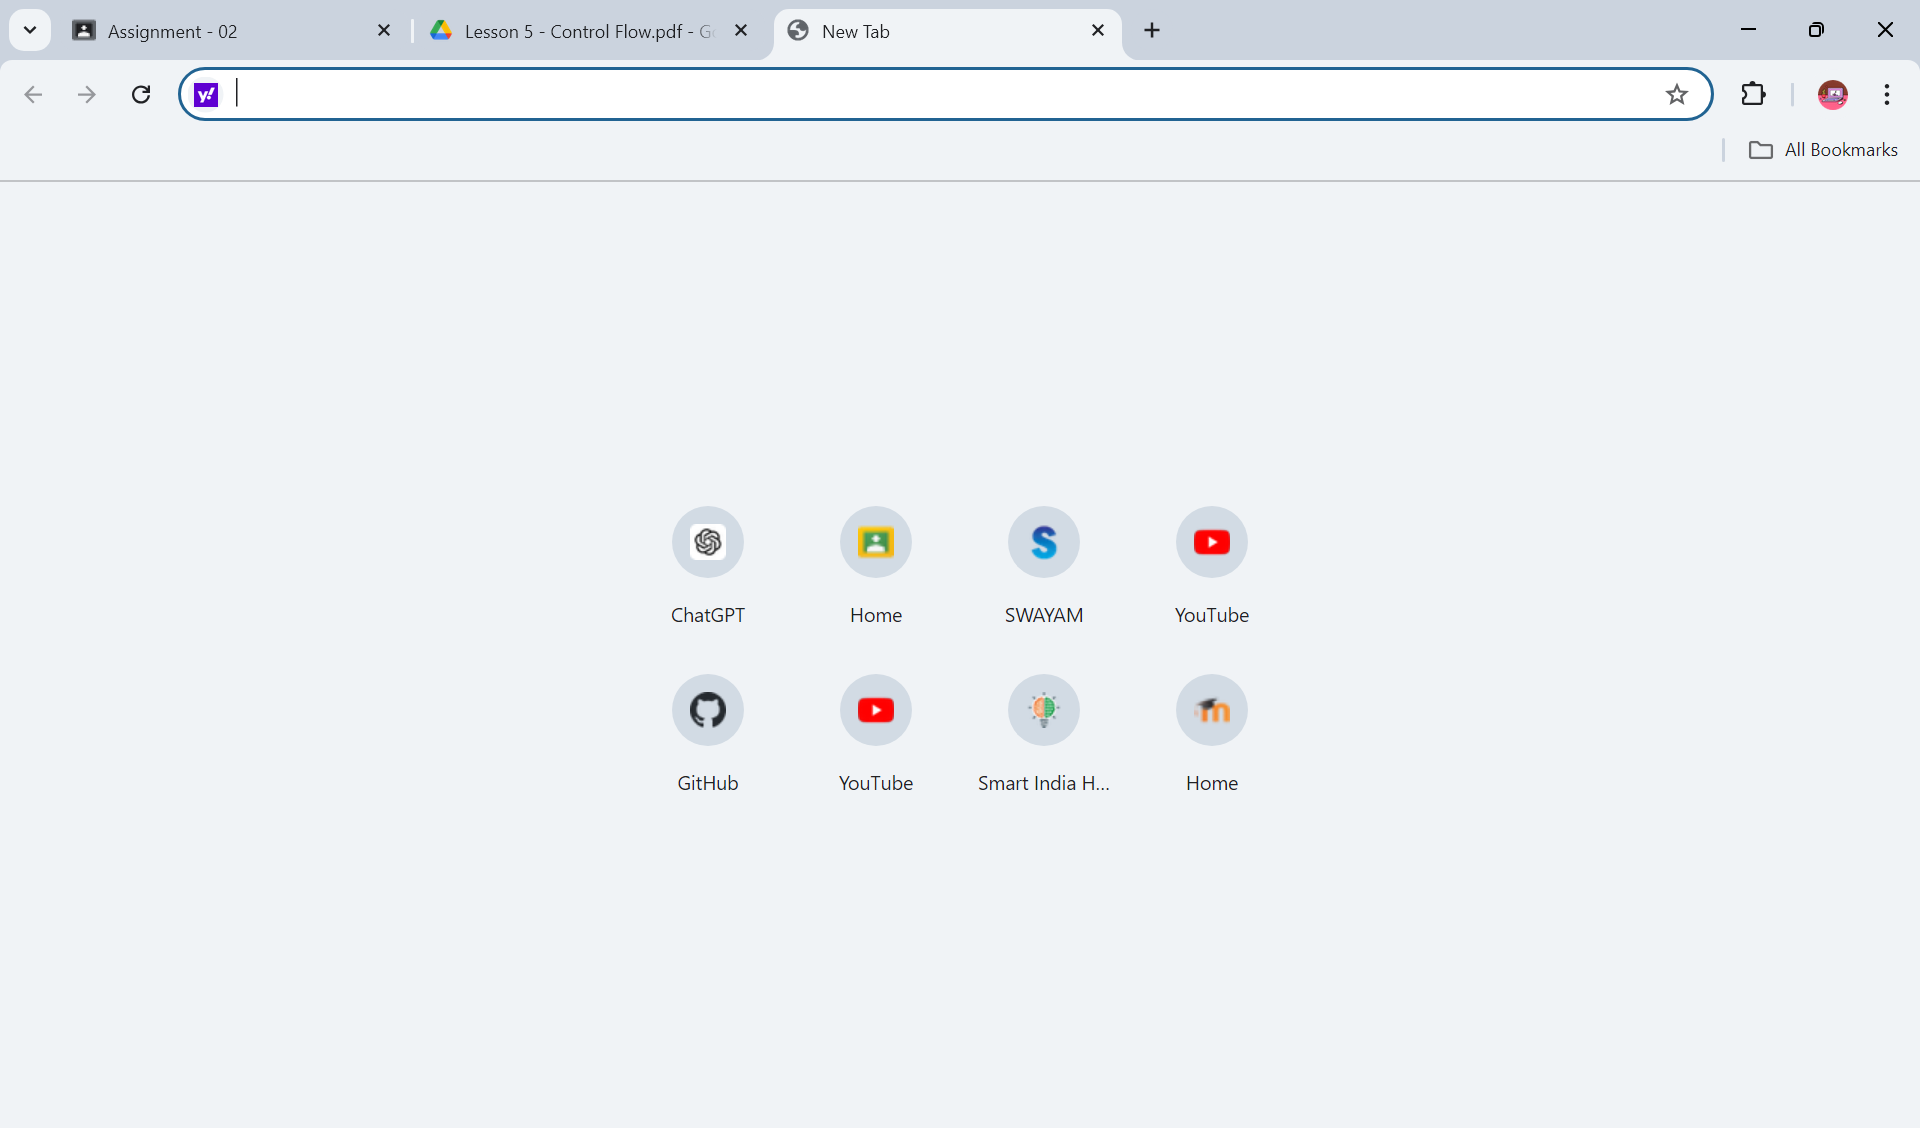 Assignment - 02
Lesson 5 - Control Flow.pdf - Go
New Tab
y!
All Bookmarks
ChatGPT
Home
SWAYAM
YouTube
GitHub
YouTube
Smart India H...
Home